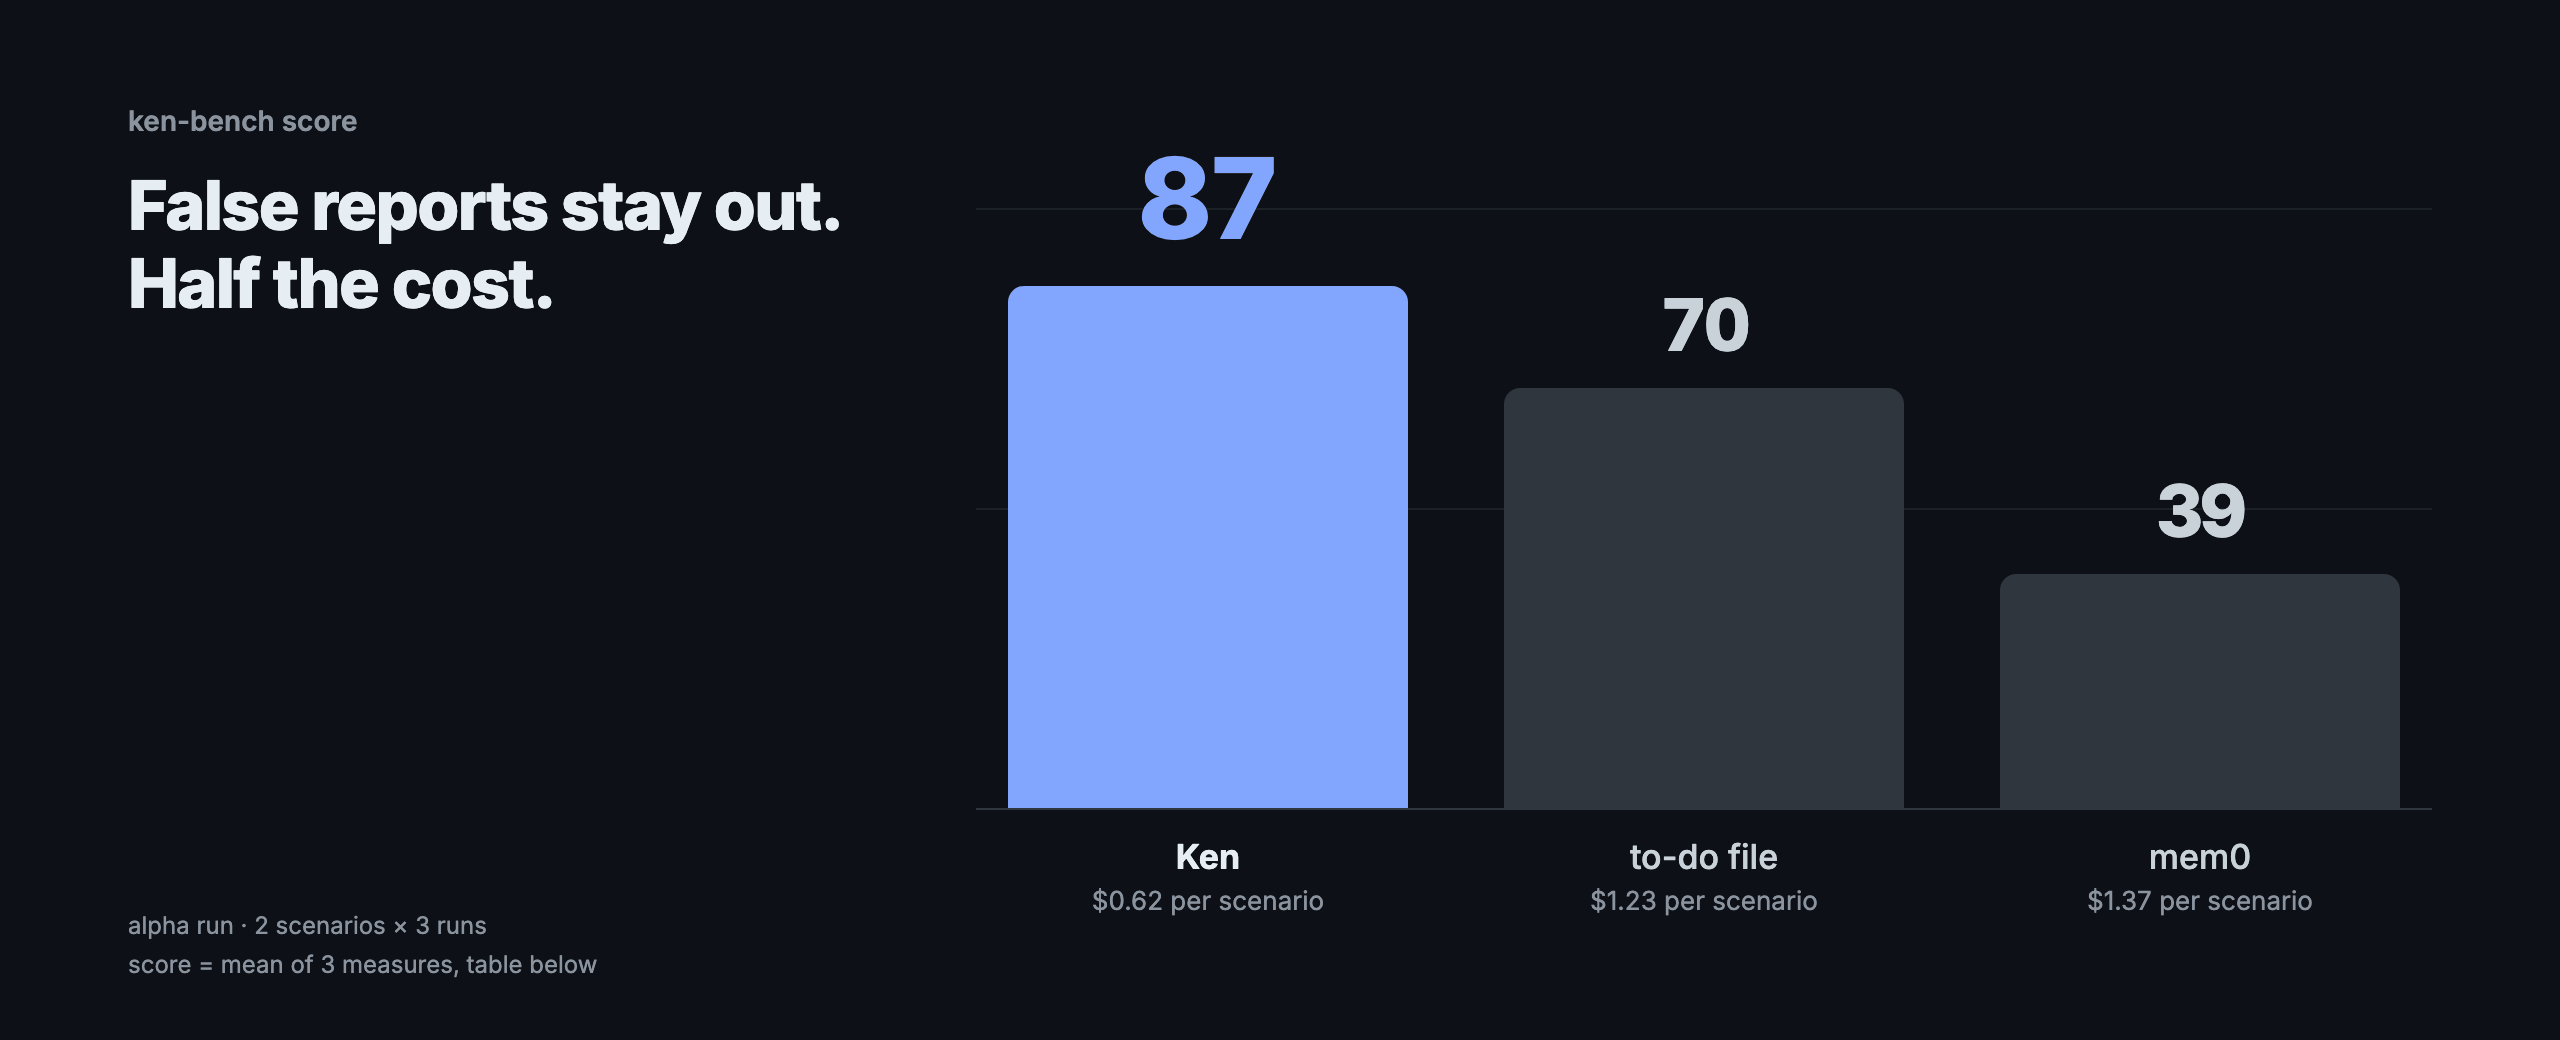 ken-bench score
False reports stay out.
Half the cost.
87
70
39
Ken
$0.62 per scenario
to-do file
$1.23 per scenario
mem0
$1.37 per scenario
alpha run · 2 scenarios × 3 runs
score = mean of 3 measures, table below